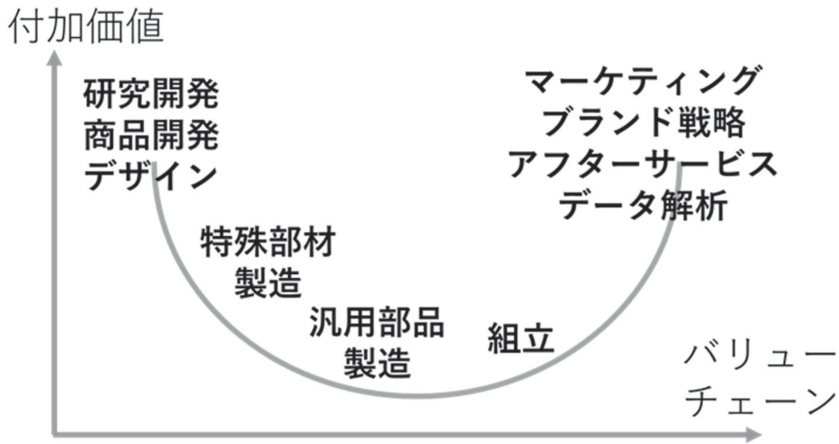 付加価値
研究開発
商品開発
デザイン
マーケティング
ブランド戦略
アフターサービス
データ解析
特殊部材
製造
汎用部品
製造
組立
バリュー
チェーン